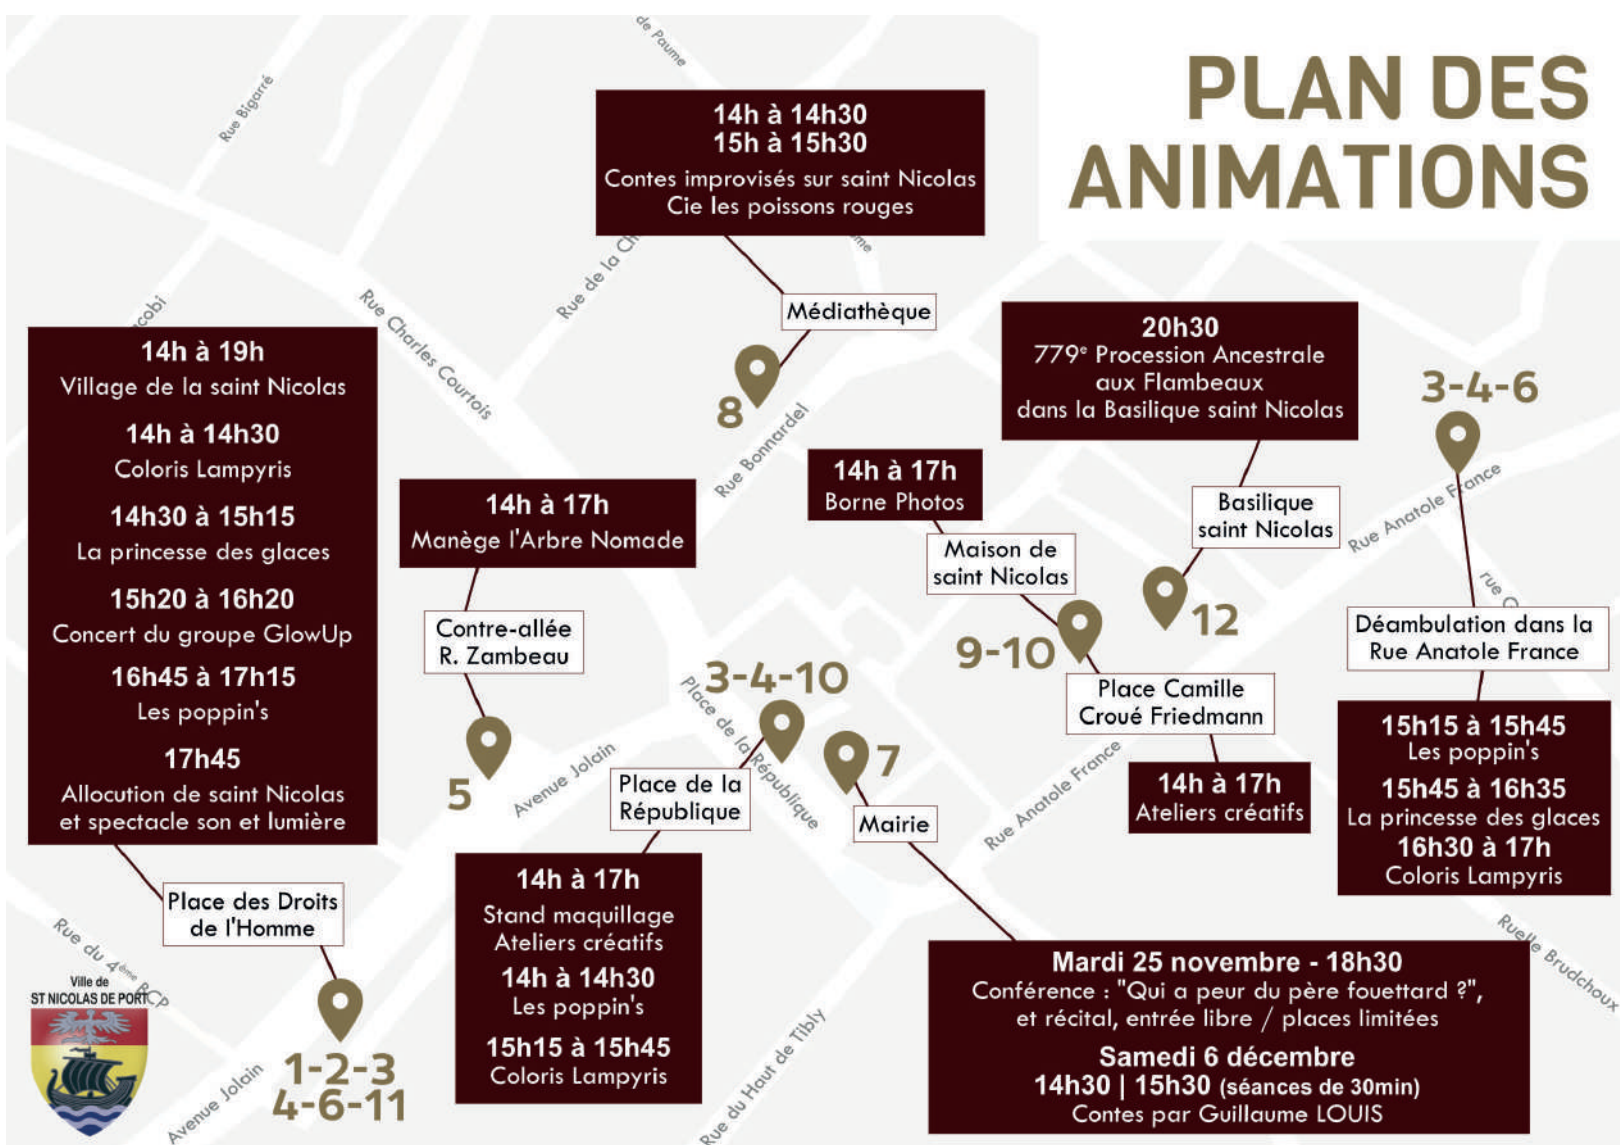 PLAN DES
ANIMATIONS
de Paume
Rue Bigarré
14h à 14h30
15h à 15h30
Contes improvisés sur saint Nicolas
Cie les poissons rouges
Médiathèque
8
Rue Charles Courtois
Rue Bonnardel
14h à 19h
Village de la saint Nicolas
14h à 14h30
Coloris Lampyris
14h30 à 15h15
La princesse des glaces
15h20 à 16h20
Concert du groupe GlowUp
16h45 à 17h15
Les poppin's
17h45
Allocution de saint Nicolas
et spectacle son et lumière
Place des Droits
de l'Homme
1-2-3
4-6-11
14h à 17h
Manège l'Arbre Nomade
Contre-allée
R. Zambeau
5
Avenue Jolain
14h à 17h
Borne Photos
Maison de
saint Nicolas
9-10
Place Camille
Croué Friedmann
14h à 17h
Ateliers créatifs
20h30
779e Procession Ancestrale
aux Flambeaux
dans la Basilique saint Nicolas
Basilique
saint Nicolas
12
3-4-6
Rue Anatole France
Déambulation dans la
Rue Anatole France
15h15 à 15h45
Les poppin's
15h45 à 16h35
La princesse des glaces
16h30 à 17h
Coloris Lampyris
3-4-10
Place de la République
Place de la
République
14h à 17h
Stand maquillage
Ateliers créatifs
14h à 14h30
Les poppin's
15h15 à 15h45
Coloris Lampyris
7
Mairie
Rue Anatole France
Mardi 25 novembre - 18h30
Conférence : "Qui a peur du père fouettard ?",
et récital, entrée libre / places limitées
Samedi 6 décembre
14h30 | 15h30 (séances de 30min)
Contes par Guillaume LOUIS
Ruelle Brudchoux
Rue du Haut de Tibly
Avenue Jolain
Rue du 4ème BCP
Ville de
ST NICOLAS DE PORT
Rue de la
rue